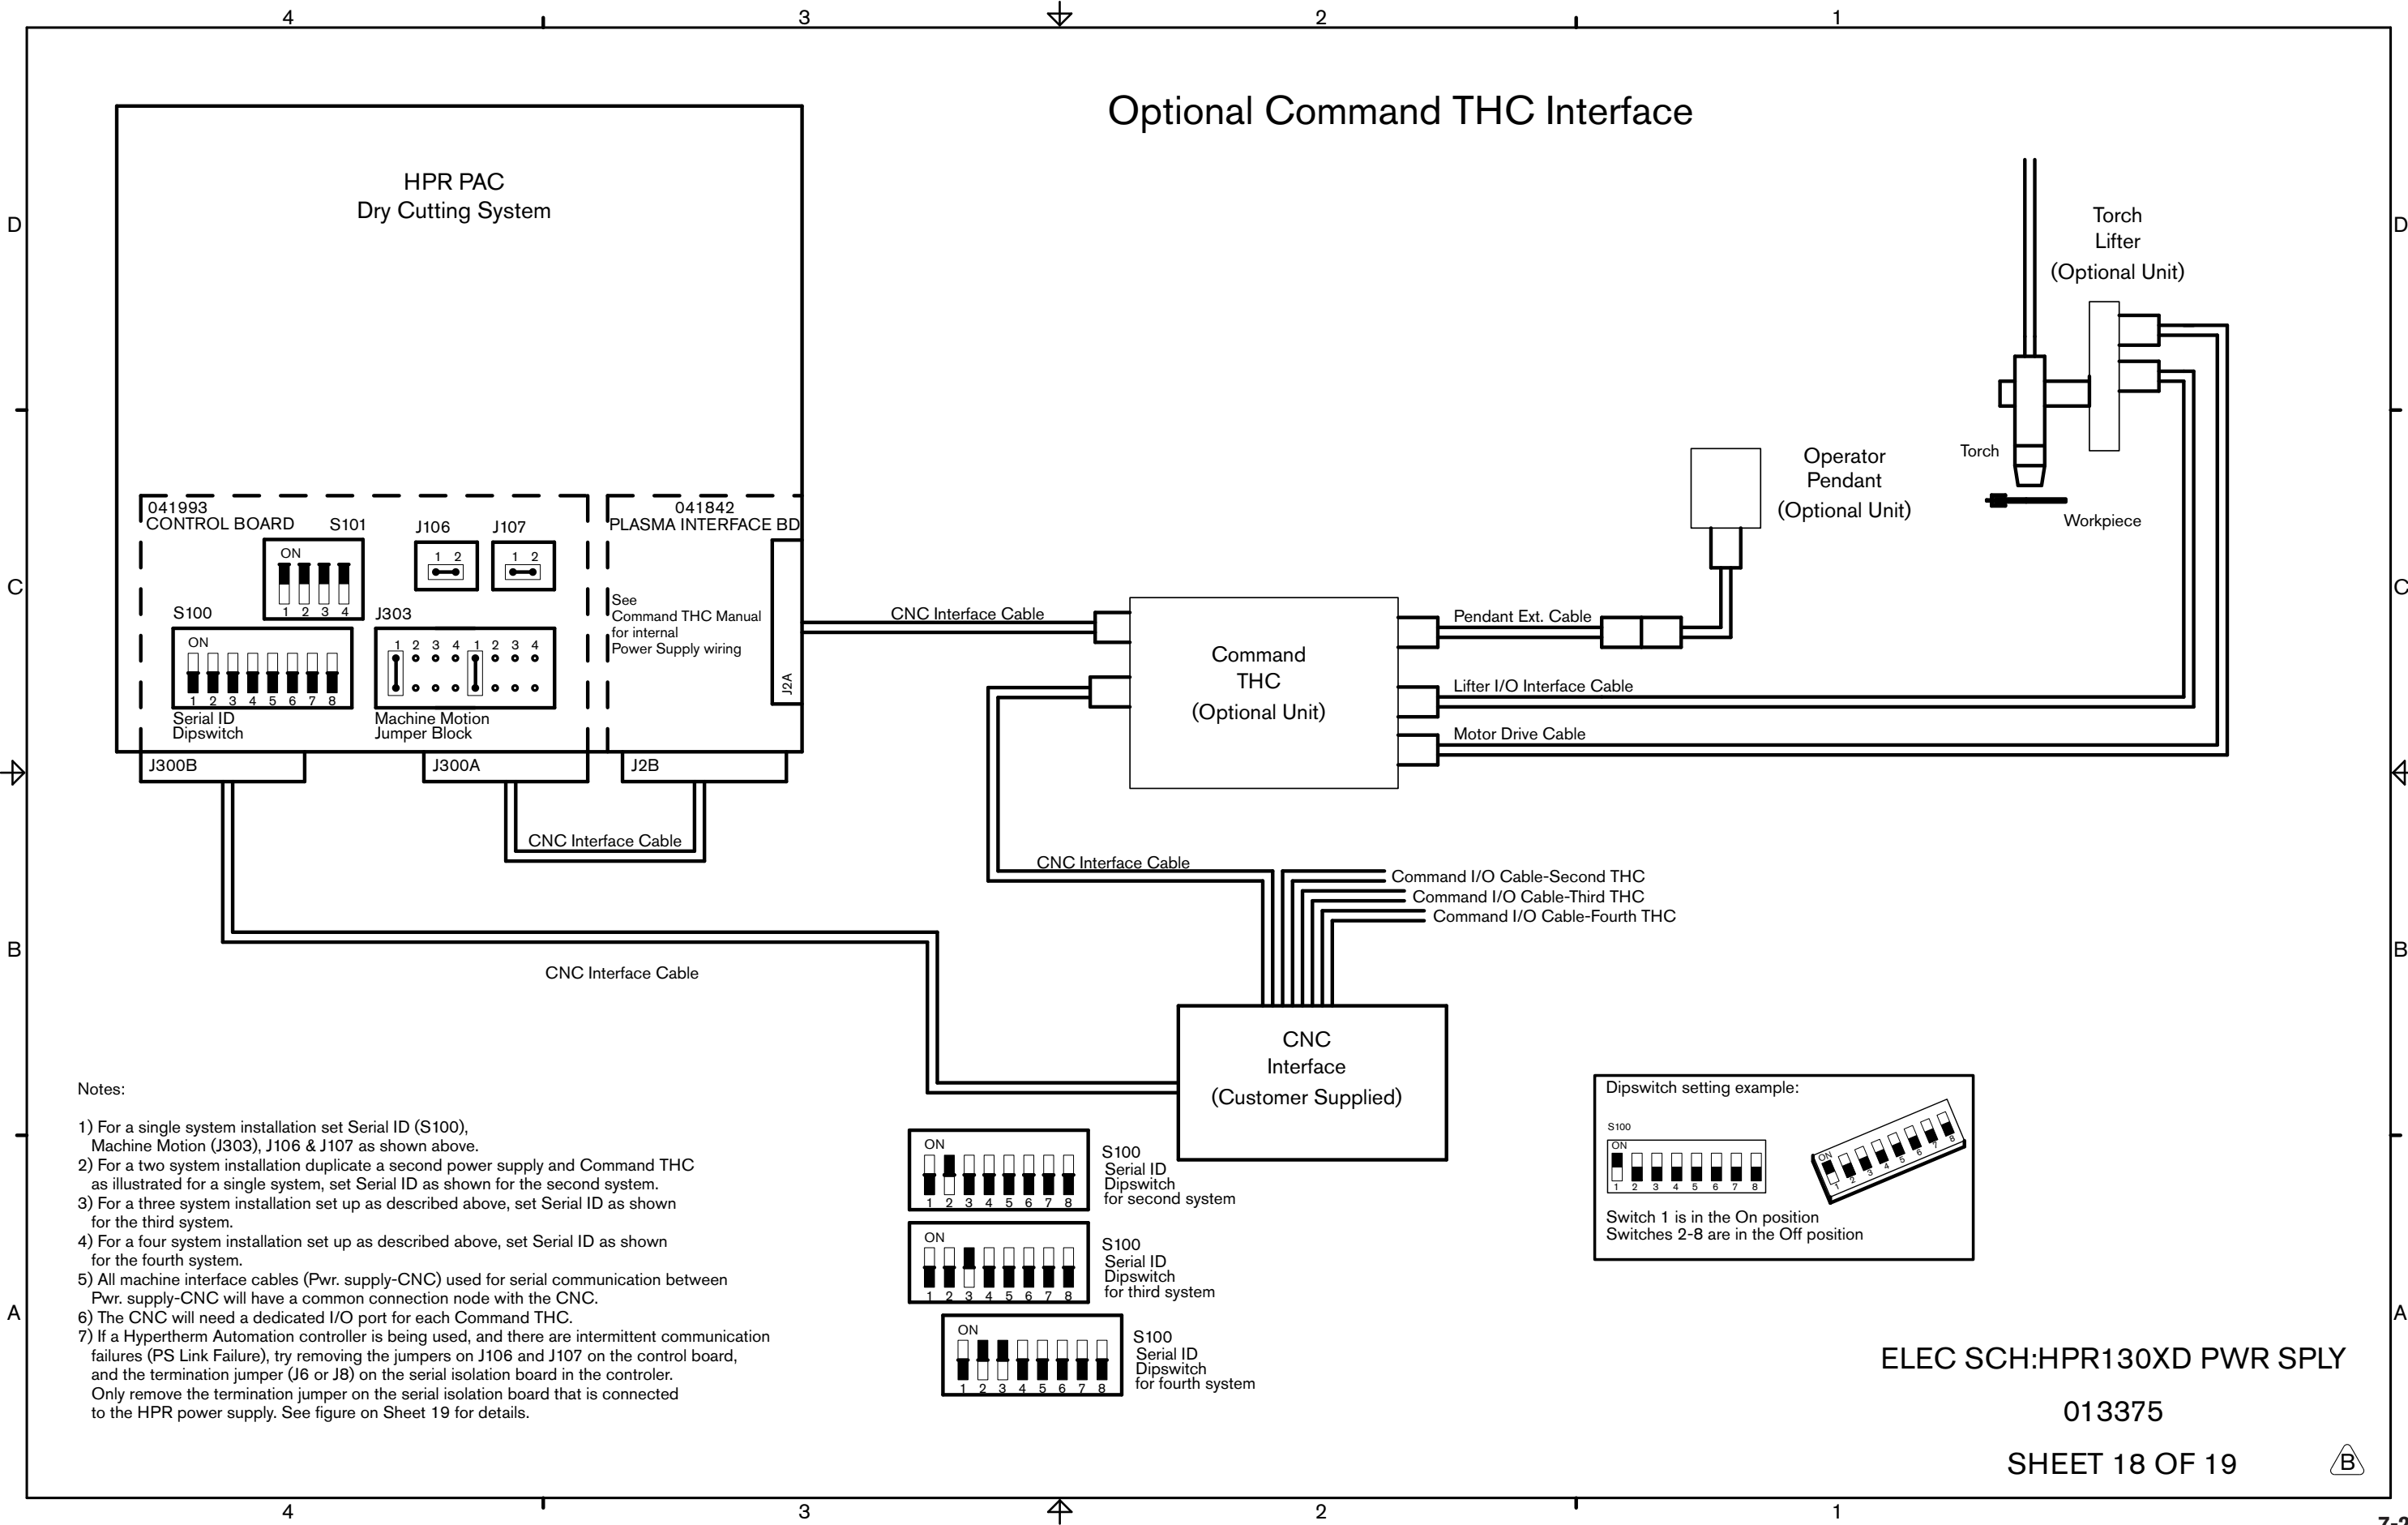 4 3 2 1
Optional Command THC Interface
HPR PAC
Dry Cutting System
D
D
Torch
Lifter
(Optional Unit)
Torch
Workpiece
Operator
Pendant
(Optional Unit)
041993
CONTROL BOARD
S101
ON
1 2 3 4
J106
1 2
J107
1 2
041842
PLASMA INTERFACE BD
See
Command THC Manual
for internal
Power Supply wiring
J2A
C
C
S100
ON
1 2 3 4 5 6 7 8
Serial ID
Dipswitch
J303
1 2 3 4 1 2 3 4
Machine Motion
Jumper Block
CNC Interface Cable
Command
THC
(Optional Unit)
Pendant Ext. Cable
Lifter I/O Interface Cable
Motor Drive Cable
J300B
J300A
J2B
CNC Interface Cable
CNC Interface Cable
Command I/O Cable-Second THC
Command I/O Cable-Third THC
Command I/O Cable-Fourth THC
B
B
CNC Interface Cable
CNC
Interface
(Customer Supplied)
Notes:
1) For a single system installation set Serial ID (S100),
Machine Motion (J303), J106 & J107 as shown above.
2) For a two system installation duplicate a second power supply and Command THC
as illustrated for a single system, set Serial ID as shown for the second system.
3) For a three system installation set up as described above, set Serial ID as shown
for the third system.
4) For a four system installation set up as described above, set Serial ID as shown
for the fourth system.
5) All machine interface cables (Pwr. supply-CNC) used for serial communication between
Pwr. supply-CNC will have a common connection node with the CNC.
6) The CNC will need a dedicated I/O port for each Command THC.
7) If a Hypertherm Automation controller is being used, and there are intermittent communication
failures (PS Link Failure), try removing the jumpers on J106 and J107 on the control board,
and the termination jumper (J6 or J8) on the serial isolation board in the controler.
Only remove the termination jumper on the serial isolation board that is connected
to the HPR power supply. See figure on Sheet 19 for details.
ON
1 2 3 4 5 6 7 8
S100
Serial ID
Dipswitch
for second system
ON
1 2 3 4 5 6 7 8
S100
Serial ID
Dipswitch
for third system
ON
1 2 3 4 5 6 7 8
S100
Serial ID
Dipswitch
for fourth system
Dipswitch setting example:
S100
ON
1 2 3 4 5 6 7 8
ON
1 2 3 4 5 6 7 8
Switch 1 is in the On position
Switches 2-8 are in the Off position
A
A
ELEC SCH:HPR130XD PWR SPLY
013375
SHEET 18 OF 19
B
4 3 2 1